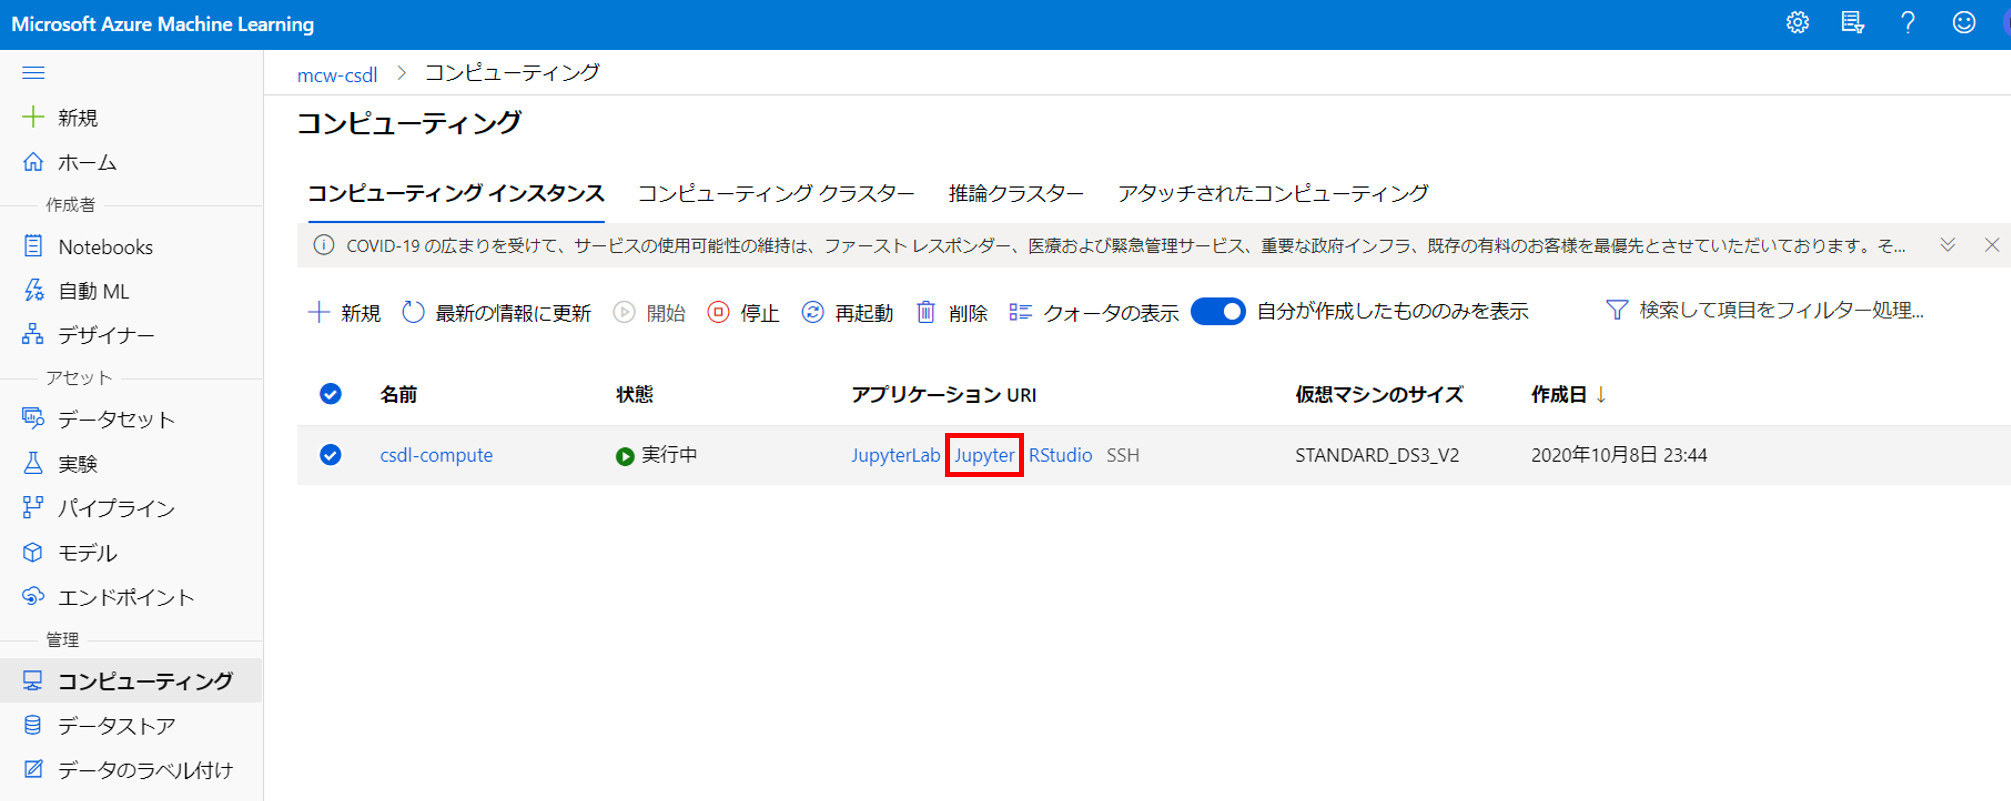 Microsoft Azure Machine Learning
mcw-csdl > コンピューティング
新規
ホーム
作成者
Notebooks
自動 ML
デザイナー
アセット
データセット
実験
パイプライン
モデル
エンドポイント
管理
コンピューティング
データストア
データのラベル付け
コンピューティング
コンピューティング インスタンス コンピューティング クラスター 推論クラスター アタッチされたコンピューティング
COVID-19 の広まりを受けて、サービスの使用可能性の維持は、ファースト レスポンダー、医療および緊急管理サービス、重要な政府インフラ、既存の有料のお客様を最優先とさせていただいております。そ...
新規 最新の情報に更新 開始 停止 再起動 削除 クォータの表示 自分が作成したもののみを表示 検索して項目をフィルター処理...
名前 状態 アプリケーション URI 仮想マシンのサイズ 作成日 ↓
csdl-compute 実行中 JupyterLab Jupyter RStudio SSH STANDARD_DS3_V2 2020年10月8日 23:44